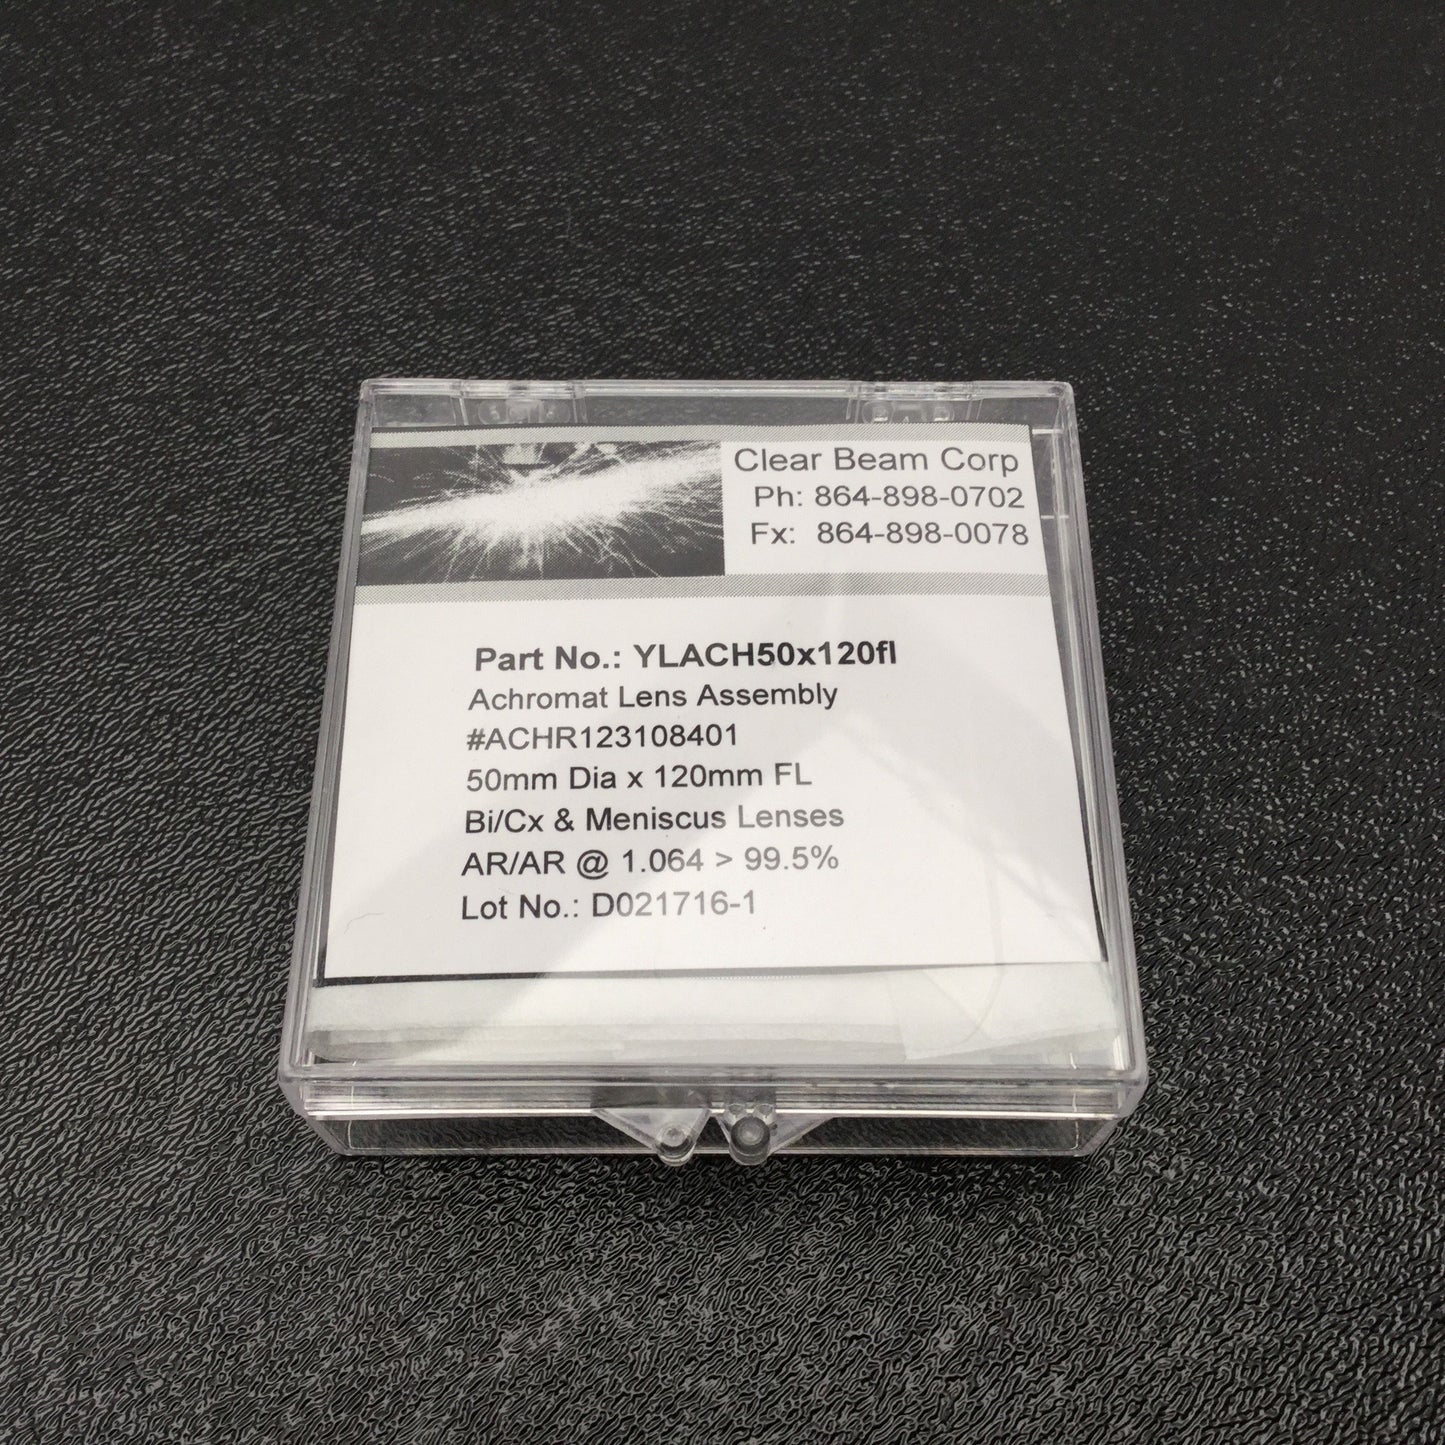 Clear Beam Corp
Ph: 864-898-0702
Fx: 864-898-0078
Part No.: YLACH50x120fl
Achromat Lens Assembly
#ACHR123108401
50mm Dia x 120mm FL
Bi/Cx & Meniscus Lenses
AR/AR @ 1.064 > 99.5%
Lot No.: D021716-1